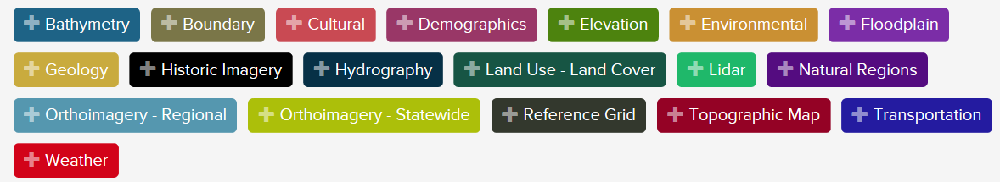 Bathymetry Boundary Cultural Demographics Elevation Environmental Floodplain
Geology Historic Imagery Hydrography Land Use - Land Cover Lidar Natural Regions
Orthoimagery - Regional Orthoimagery - Statewide Reference Grid Topographic Map Transportation
Weather